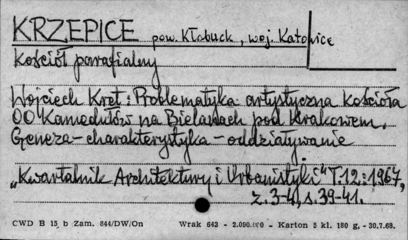 KRZEPICE pow. Kłobuck, woj. Katowice
Kościół parafialny
Wojciech Kret: Problematyka artystyczna kościoła
OO Kamedułów na Bielanach pod Krakowem.
Geneza - charakterystyka - oddziaływanie.
„Kwartalnik Architektury i Urbanistyki" T.12:1967,
z.3-4, s.39-41.
CWD B 15 b Zam. 844/DW/On Wrak 643 - 2.000.000 - Karton 5 kl. 180 g, - 30.7.68.